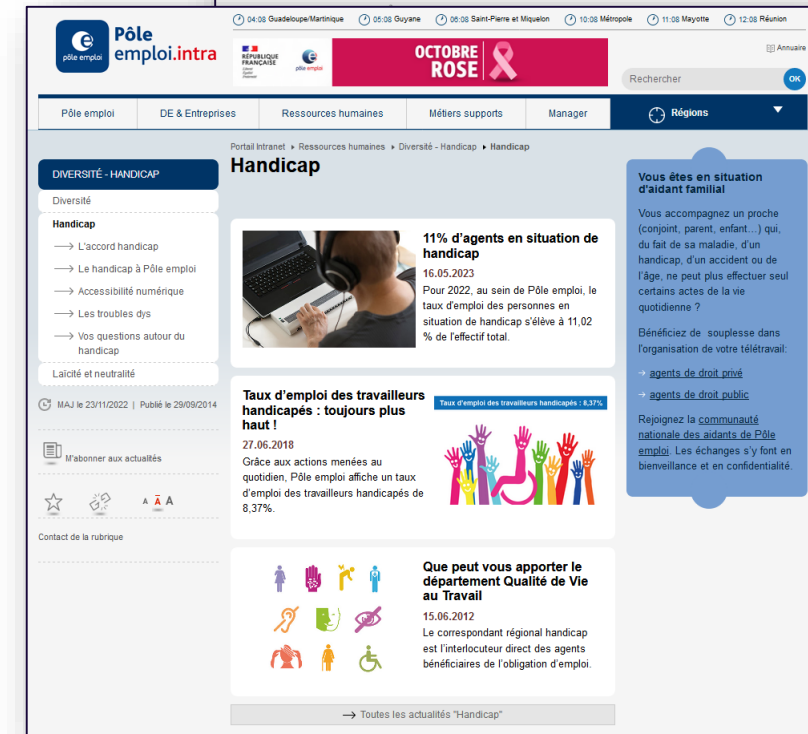 04:08 Guadeloupe/Martinique 05:08 Guyane 06:08 Saint-Pierre et Miquelon 10:08 Métropole 11:08 Mayotte 12:08 Réunion
pôle emploi
Pôle
emploi.intra
RÉPUBLIQUE
FRANÇAISE
pôle emploi
OCTOBRE
ROSE
Annuaire
Rechercher
OK
Pôle emploi
DE & Entreprises
Ressources humaines
Métiers supports
Manager
Régions
DIVERSITÉ - HANDICAP
Diversité
Handicap
L'accord handicap
Le handicap à Pôle emploi
Accessibilité numérique
Les troubles dys
Vos questions autour du
handicap
Laïcité et neutralité
MAJ le 23/11/2022 | Publié le 29/09/2014
M'abonner aux actualités
A A A
Contact de la rubrique
Portail Intranet Ressources humaines Diversité - Handicap Handicap
Handicap
11% d’agents en situation de
handicap
16.05.2023
Pour 2022, au sein de Pôle emploi, le
taux d'emploi des personnes en
situation de handicap s'élève à 11,02
% de l'effectif total.
Taux d’emploi des travailleurs
handicapés : toujours plus
haut !
27.06.2018
Grâce aux actions menées au
quotidien, Pôle emploi affiche un taux
d’emploi des travailleurs handicapés de
8,37%.
Taux d'emploi des travailleurs handicapés : 8,37%
Que peut vous apporter le
département Qualité de Vie
au Travail
15.06.2012
Le correspondant régional handicap
est l’interlocuteur direct des agents
bénéficiaires de l’obligation d’emploi.
Toutes les actualités "Handicap"
Vous êtes en situation
d'aidant familial
Vous accompagnez un proche
(conjoint, parent, enfant…) qui,
du fait de sa maladie, d’un
handicap, d’un accident ou de
l’âge, ne peut plus effectuer seul
certains actes de la vie
quotidienne ?
Bénéficiez de souplesse dans
l'organisation de votre télétravail:
agents de droit privé
agents de droit public
Rejoignez la communauté
nationale des aidants de Pôle
emploi. Les échanges s’y font en
bienveillance et en confidentialité.